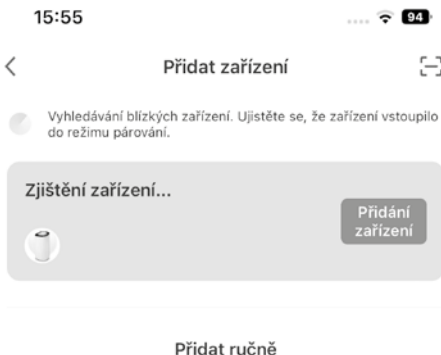 15:55
94
Přidat zařízení
Vyhledávání blízkých zařízení. Ujistěte se, že zařízení vstoupilo
do režimu párování.
Zjištění zařízení...
Přidání
zařízení
Přidat ručně